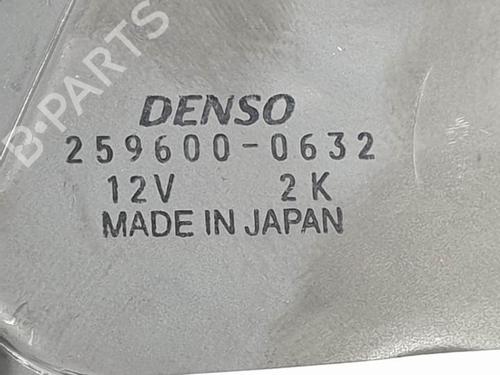 B-PARTS
DENSO
259600-0632
12V 2K
MADE IN JAPAN